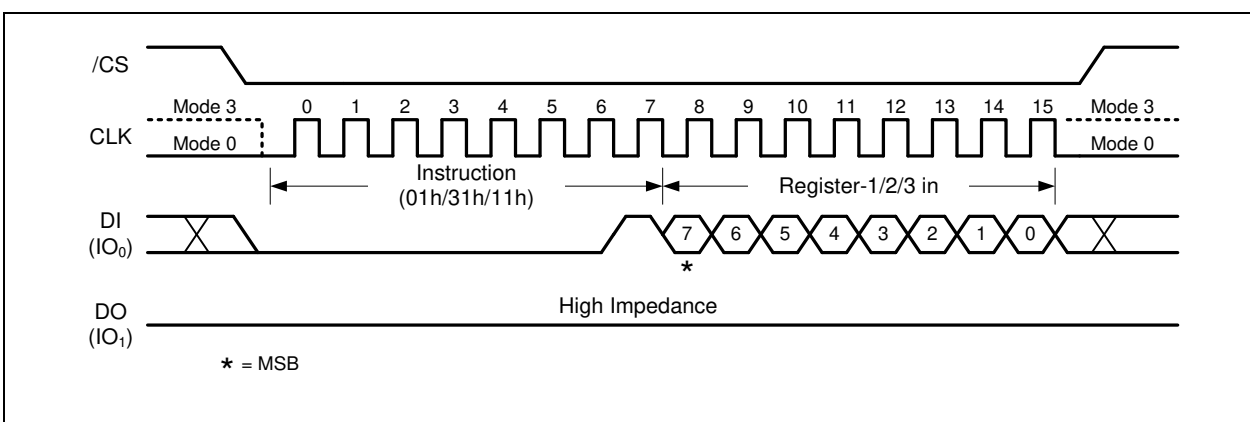 /CS
Mode 3 0 1 2 3 4 5 6 7 8 9 10 11 12 13 14 15 Mode 3
CLK
Mode 0 Mode 0
Instruction
(01h/31h/11h)
Register-1/2/3 in
DI
(IO₀)
7 6 5 4 3 2 1 0
*
High Impedance
DO
(IO₁)
* = MSB